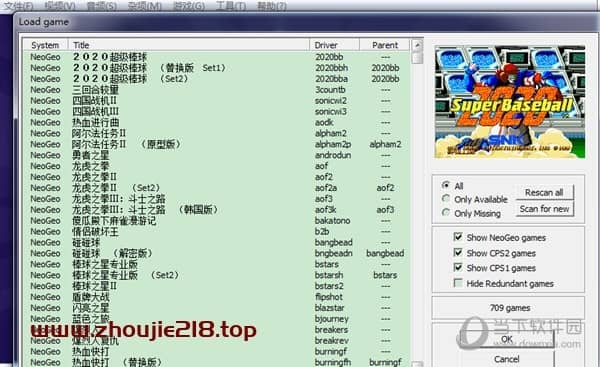 文件(F) 视频(V) 音频(S) 杂项(M) 游戏(G) 工具(T) 帮助(?)
Load game
System Title Driver Parent
NeoGeo 2020超级棒球 2020bb ---
NeoGeo 2020超级棒球 (替换版 Set1) 2020bbh 2020bb
NeoGeo 2020超级棒球 (Set2) 2020bba 2020bb
NeoGeo 三回合较量 3countb ---
NeoGeo 四国战机II sonicwi2 ---
NeoGeo 四国战机III sonicwi3 ---
NeoGeo 热血进行曲 aodk ---
NeoGeo 阿尔法任务II alpham2 ---
NeoGeo 阿尔法任务II (原型版) alpham2p alpham2
NeoGeo 勇者之星 androdun ---
NeoGeo 龙虎之拳 aof ---
NeoGeo 龙虎之拳II aof2 ---
NeoGeo 龙虎之拳II (Set2) aof2a aof2
NeoGeo 龙虎之拳III：斗士之路 aof3 ---
NeoGeo 龙虎之拳III：斗士之路 (韩国版) aof3k aof3
NeoGeo 傻瓜殿下麻雀漫游记 bakatono ---
NeoGeo 情侣破坏王 b2b ---
NeoGeo 碰碰球 bangbead ---
NeoGeo 碰碰球 (解密版) bngbeadn bangbead
NeoGeo 棒球之星专业版 bstars ---
NeoGeo 棒球之星专业版 (Set2) bstarsh bstars
NeoGeo 棒球之星II bstars2 ---
NeoGeo 盾牌大战 flipshot ---
NeoGeo 闪亮之星 blazstar ---
NeoGeo 蓝色之旅 bjourney ---
breakers ---
NeoGeo 爆烈人复仇 breakrev ---
NeoGeo 热血快打 burningf ---
NeoGeo 热血快打 (替换版) burningfh burningf
www.zhoujie218.top
2020
Super Baseball
SNK
All
Only Available
Only Missing
Rescan all
Scan for new
Show NeoGeo games
Show CPS2 games
Show CPS1 games
Hide Redundant games
709 games
OK
Cancel
当下软件园
www.downxia.com